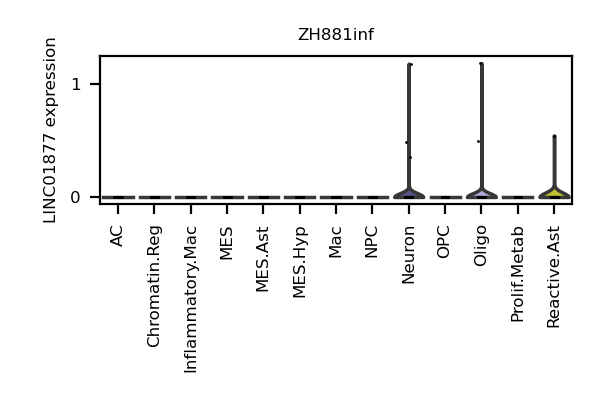 ZH881inf
LINC01877 expression
1
0
AC
Chromatin.Reg
Inflammatory.Mac
MES
MES.Ast
MES.Hyp
Mac
NPC
Neuron
OPC
Oligo
Prolif.Metab
Reactive.Ast